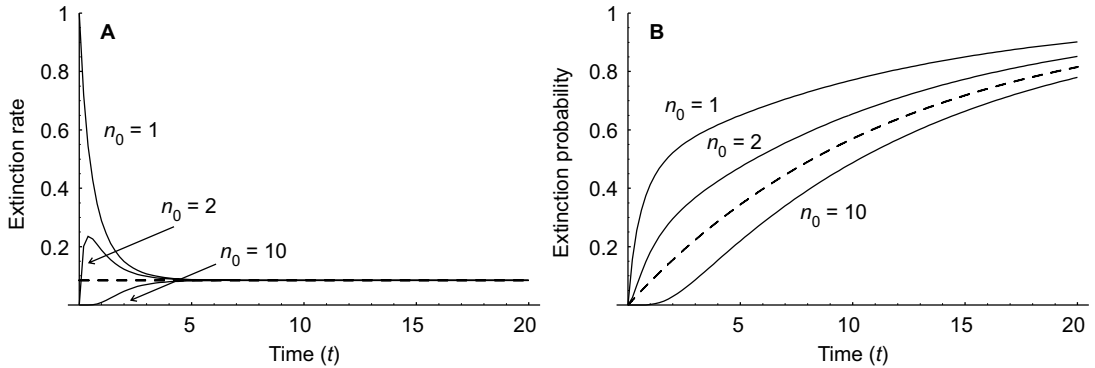 A
Extinction rate
1
0.8
0.6
0.4
0.2
n0 = 1
n0 = 2
n0 = 10
5
10
15
20
Time (t)
B
Extinction probability
1
0.8
0.6
0.4
0.2
n0 = 1
n0 = 2
n0 = 10
5
10
15
20
Time (t)